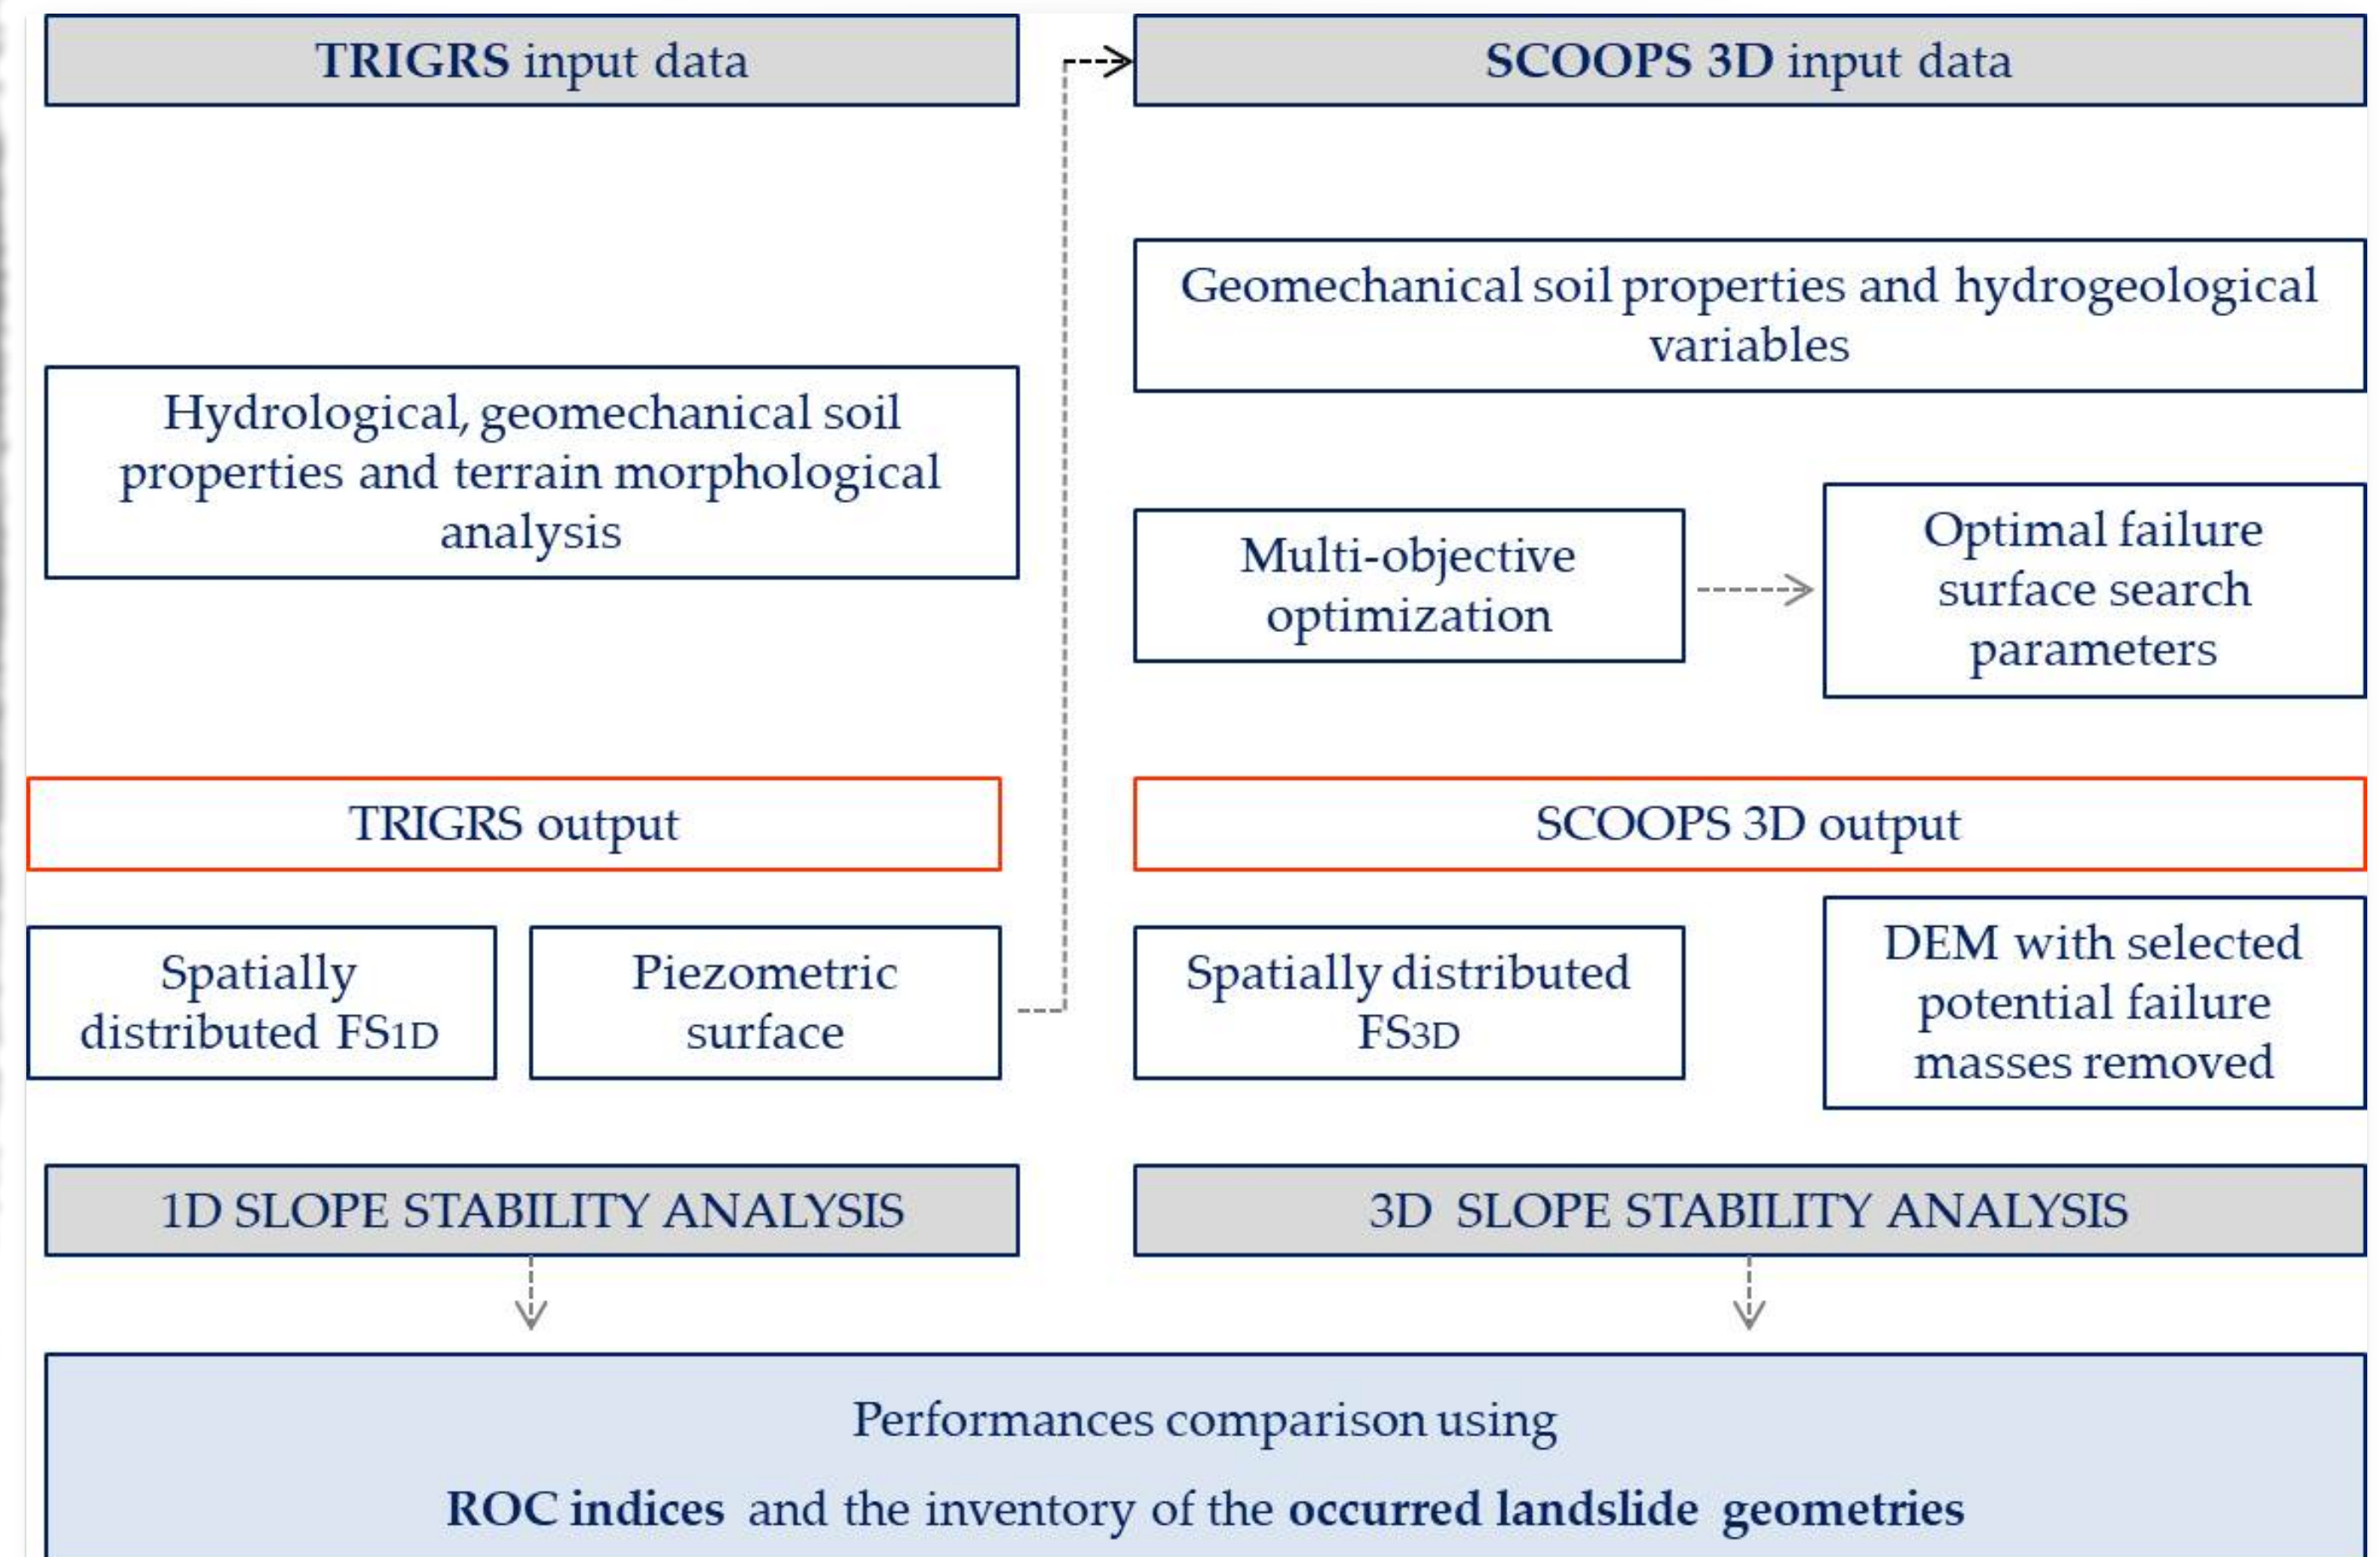 TRIGRS input data
SCOOPS 3D input data
Geomechanical soil properties and hydrogeological
variables
Hydrological, geomechanical soil
properties and terrain morphological
analysis
Multi-objective
optimization
Optimal failure
surface search
parameters
TRIGRS output
SCOOPS 3D output
Spatially
distributed FS1D
Piezometric
surface
Spatially distributed
FS3D
DEM with selected
potential failure
masses removed
1D SLOPE STABILITY ANALYSIS
3D SLOPE STABILITY ANALYSIS
Performances comparison using
ROC indices and the inventory of the occurred landslide geometries